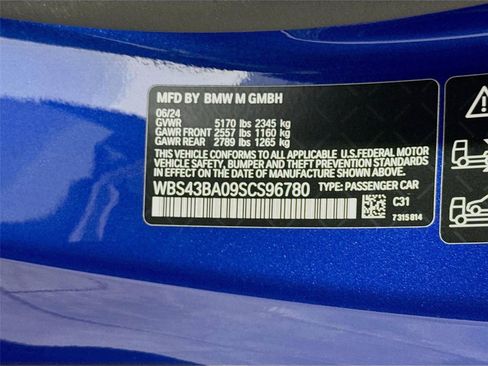 MFD BY BMW M GMBH
06/24
GVWR 5170 lbs 2345 kg
GAWR FRONT 2557 lbs 1160 kg
GAWR REAR 2789 lbs 1265 kg
THIS VEHICLE CONFORMS TO ALL APPLICABLE
U.S.FEDERAL MOTOR
VEHICLE SAFETY, BUMPER, AND THEFT PREVENTION STANDARDS
IN EFFECT ON THE DATE OF MANUFACTURE SHOWN ABOVE.
WBS43BA09SCS96780 TYPE: PASSENGER CAR
C31
7315814